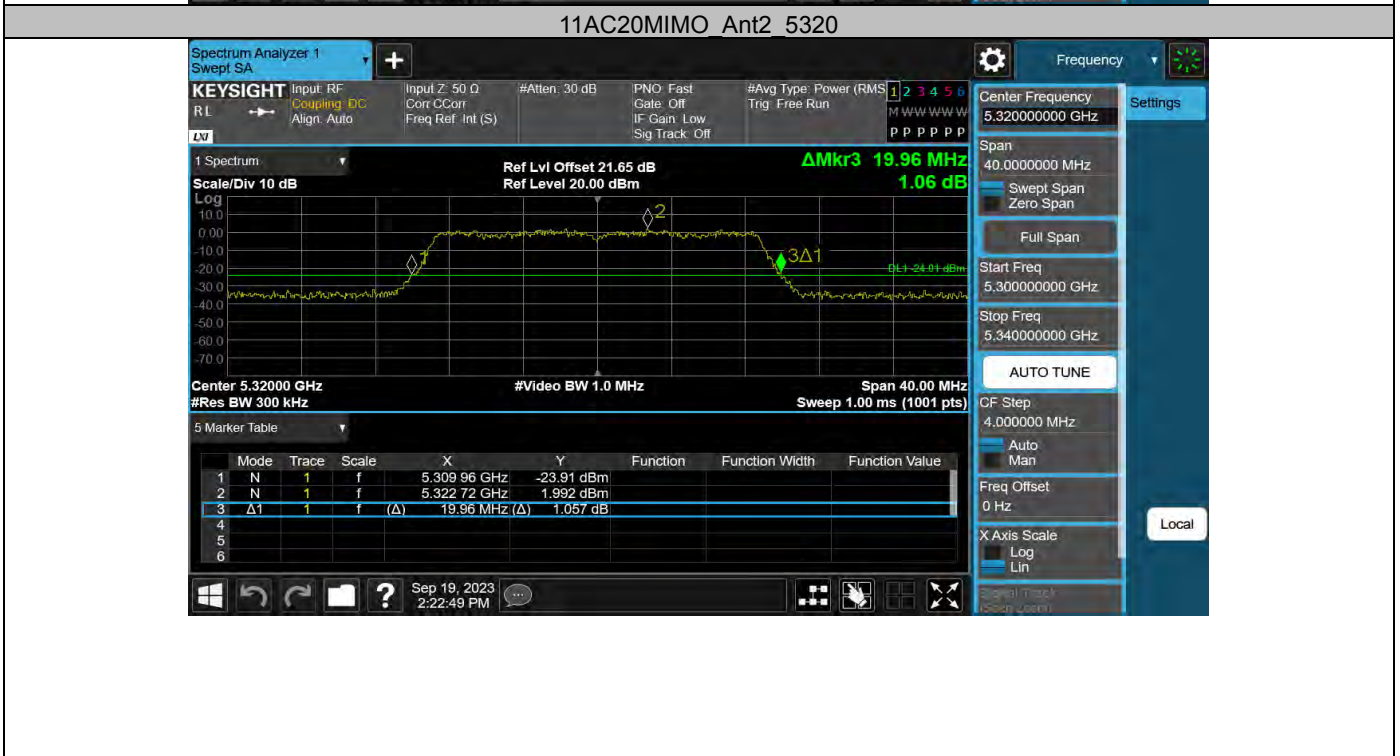 11AC20MIMO_Ant2_5320
Spectrum Analyzer 1
Swept SA
+
Frequency
KEYSIGHT
RL
LXI
Input: RF
Coupling: DC
Align: Auto
Input Z: 50 Ω
Corr CCorr
Freq Ref: Int (S)
#Atten: 30 dB
PNO: Fast
Gate: Off
IF Gain: Low
Sig Track: Off
#Avg Type: Power (RMS
Trig: Free Run
1 2 3 4 5 6
M W W W W W
P P P P P P
1 Spectrum
Scale/Div 10 dB
Ref Lvl Offset 21.65 dB
Ref Level 20.00 dBm
ΔMkr3 19.96 MHz
1.06 dB
Log
10.0
0.00
-10.0
-20.0
-30.0
-40.0
-50.0
-60.0
-70.0
1
2
3Δ1
DL1 -24.01 dBm
Center 5.32000 GHz
#Res BW 300 kHz
#Video BW 1.0 MHz
Span 40.00 MHz
Sweep 1.00 ms (1001 pts)
5 Marker Table
Mode Trace Scale X Y Function Function Width Function Value
1 N 1 f 5.309 96 GHz -23.91 dBm
2 N 1 f 5.322 72 GHz 1.992 dBm
3 Δ1 1 f (Δ) 19.96 MHz (Δ) 1.057 dB
4
5
6
?
Sep 19, 2023
2:22:49 PM
Center Frequency
5.320000000 GHz
Settings
Span
40.0000000 MHz
Swept Span
Zero Span
Full Span
Start Freq
5.300000000 GHz
Stop Freq
5.340000000 GHz
AUTO TUNE
CF Step
4.000000 MHz
Auto
Man
Freq Offset
0 Hz
X Axis Scale
Log
Lin
Signal Track
(Span Zoom)
Local